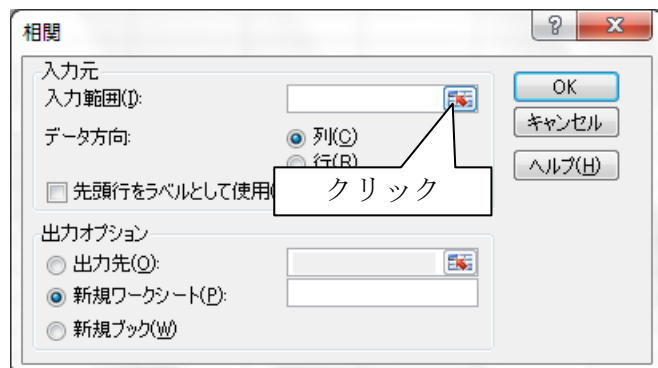 相関
入力元
入力範囲(I):
OK
キャンセル
データ方向:
列(C)
行(R)
ヘルプ(H)
先頭行をラベルとして使用(
クリック
出力オプション
出力先(O):
新規ワークシート(P):
新規ブック(W)